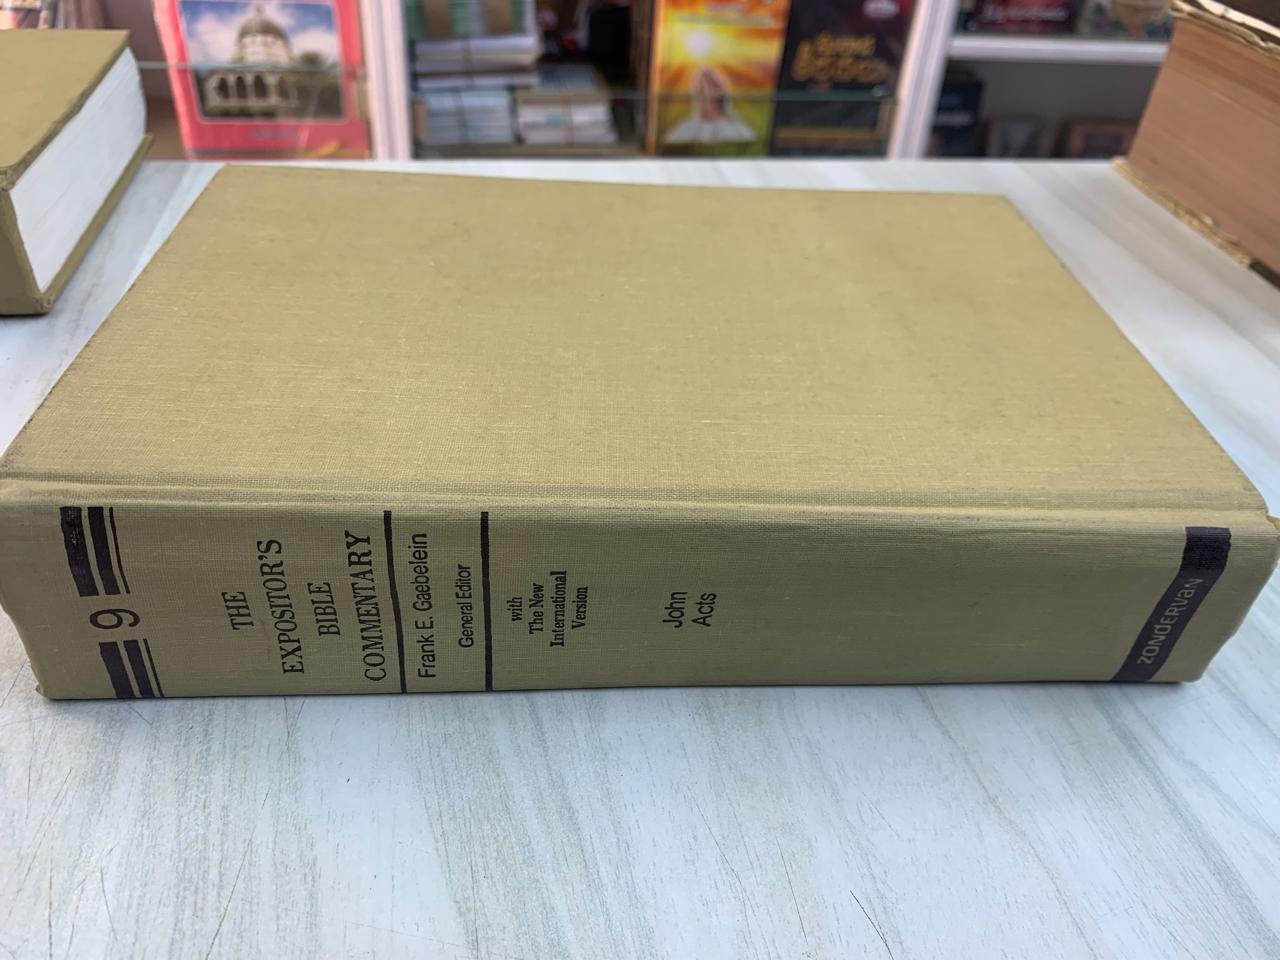 9
THE
EXPOSITOR'S
BIBLE
COMMENTARY
Frank E. Gaebelein
General Editor
with
The New
International
Version
John
Acts
ZONDERVAN